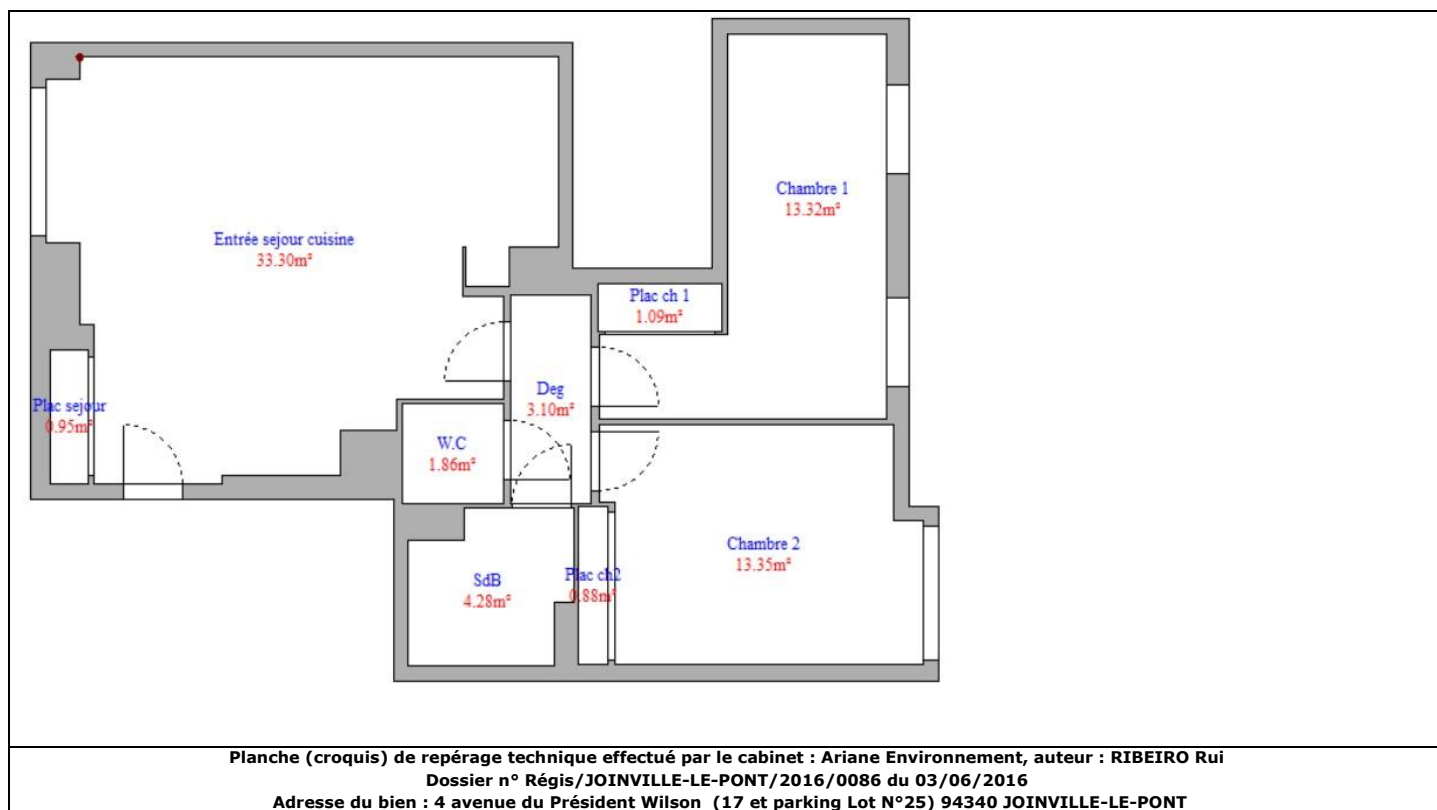 Chambre 1
13.32m²
Entrée sejour cuisine
33.30m²
Plac ch 1
1.09m²
Deg
3.10m²
Plac sejour
0.95m²
W.C
1.86m²
Chambre 2
13.35m²
SdB
4.28m²
Plac ch2
0.88m²
Planche (croquis) de repérage technique effectué par le cabinet : Ariane Environnement, auteur : RIBEIRO Rui
Dossier n° Régis/JOINVILLE-LE-PONT/2016/0086 du 03/06/2016
Adresse du bien : 4 avenue du Président Wilson (17 et parking Lot N°25) 94340 JOINVILLE-LE-PONT